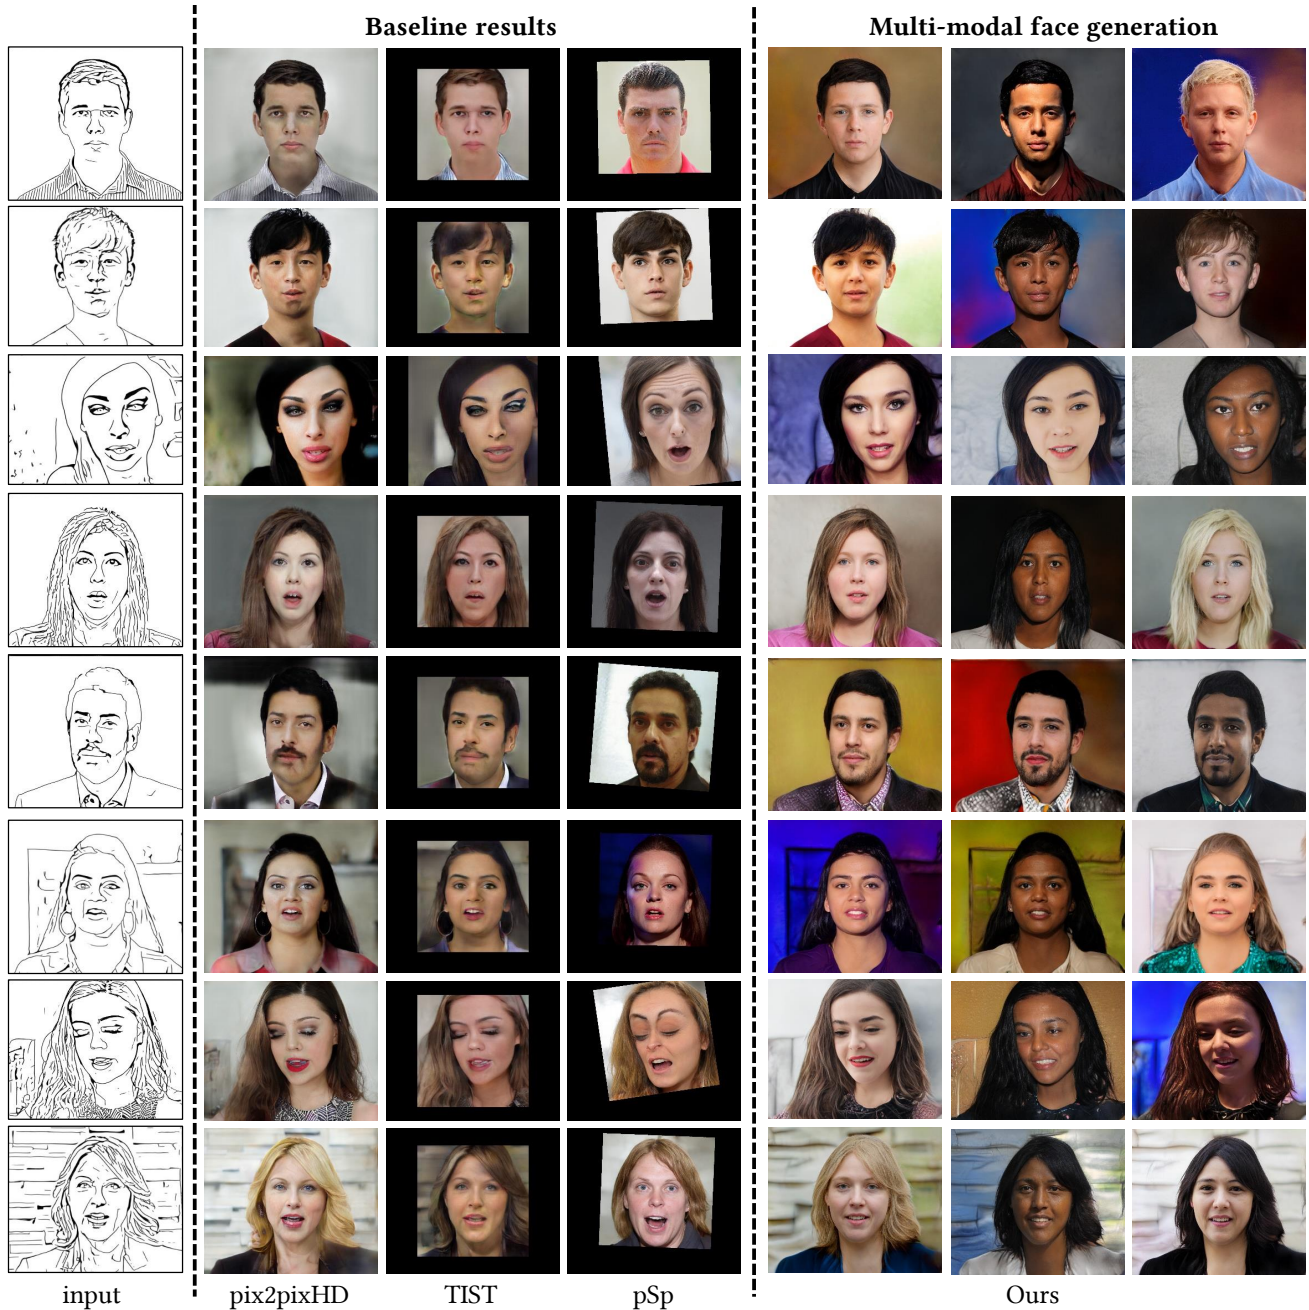 Baseline results
Multi-modal face generation
input
pix2pixHD
TIST
pSp
Ours